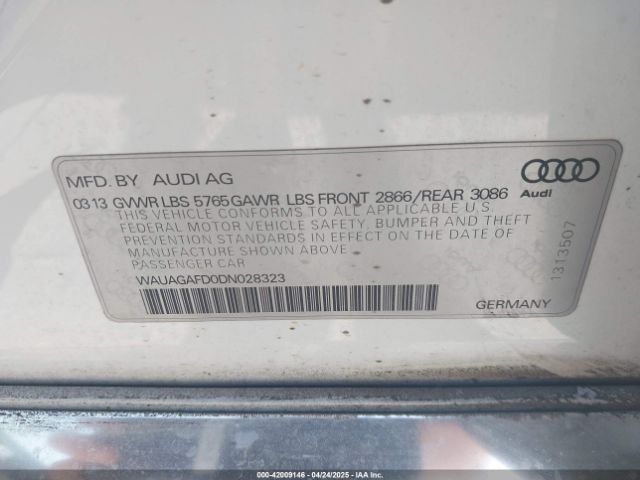 MFD. BY AUDI AG
0313 GVWR LBS 5765 GAWR LBS FRONT 2866/REAR 3086
THIS VEHICLE CONFORMS TO ALL APPLICABLE U.S.
FEDERAL MOTOR VEHICLE SAFETY, BUMPER AND THEFT
PREVENTION STANDARDS IN EFFECT ON THE DATE OF
MANUFACTURE SHOWN ABOVE.
PASSENGER CAR
WAUAGAFD0DN028323
Audi
1313507
GERMANY
000-42009146 - 04/24/2025 - IAA Inc.